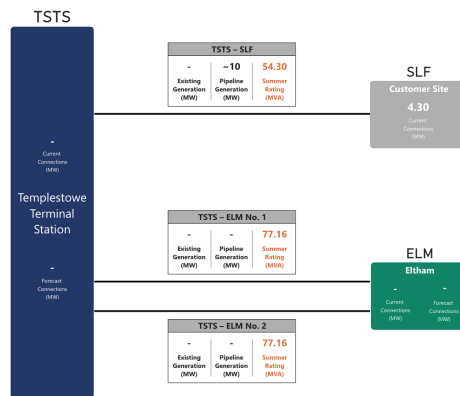 TSTS
TSTS – SLF
- ~10 54.30
Existing Generation (MW) Pipeline Generation (MW) Summer Rating (MVA)
SLF
Customer Site
4.30
Current Connections (MW)
-
Current Connections (MW)
Templestowe
Terminal
Station
-
Forecast Connections (MW)
TSTS – ELM No. 1
- - 77.16
Existing Generation (MW) Pipeline Generation (MW) Summer Rating (MVA)
ELM
Eltham
- -
Current Connections (MW) Forecast Connections (MW)
TSTS – ELM No. 2
- - 77.16
Existing Generation (MW) Pipeline Generation (MW) Summer Rating (MVA)